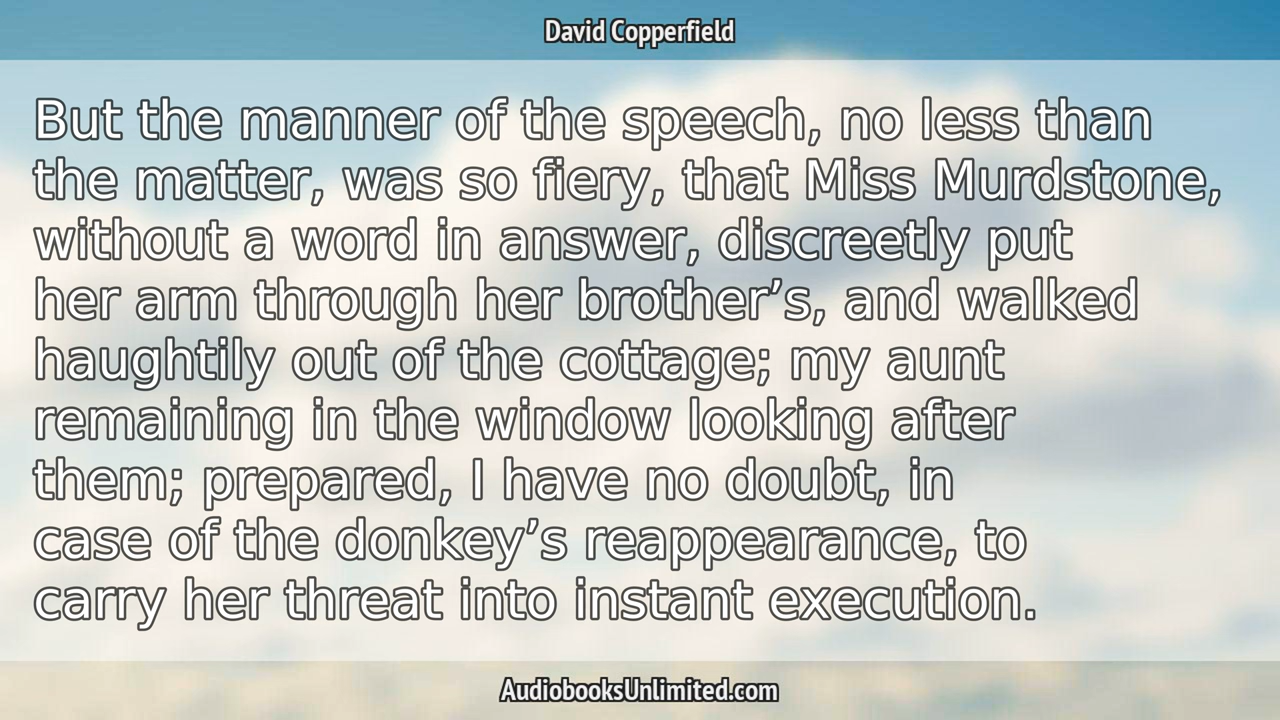 David Copperfield
But the manner of the speech, no less than
the matter, was so fiery, that Miss Murdstone,
without a word in answer, discreetly put
her arm through her brother’s, and walked
haughtily out of the cottage; my aunt
remaining in the window looking after
them; prepared, I have no doubt, in
case of the donkey’s reappearance, to
carry her threat into instant execution.
AudiobooksUnlimited.com